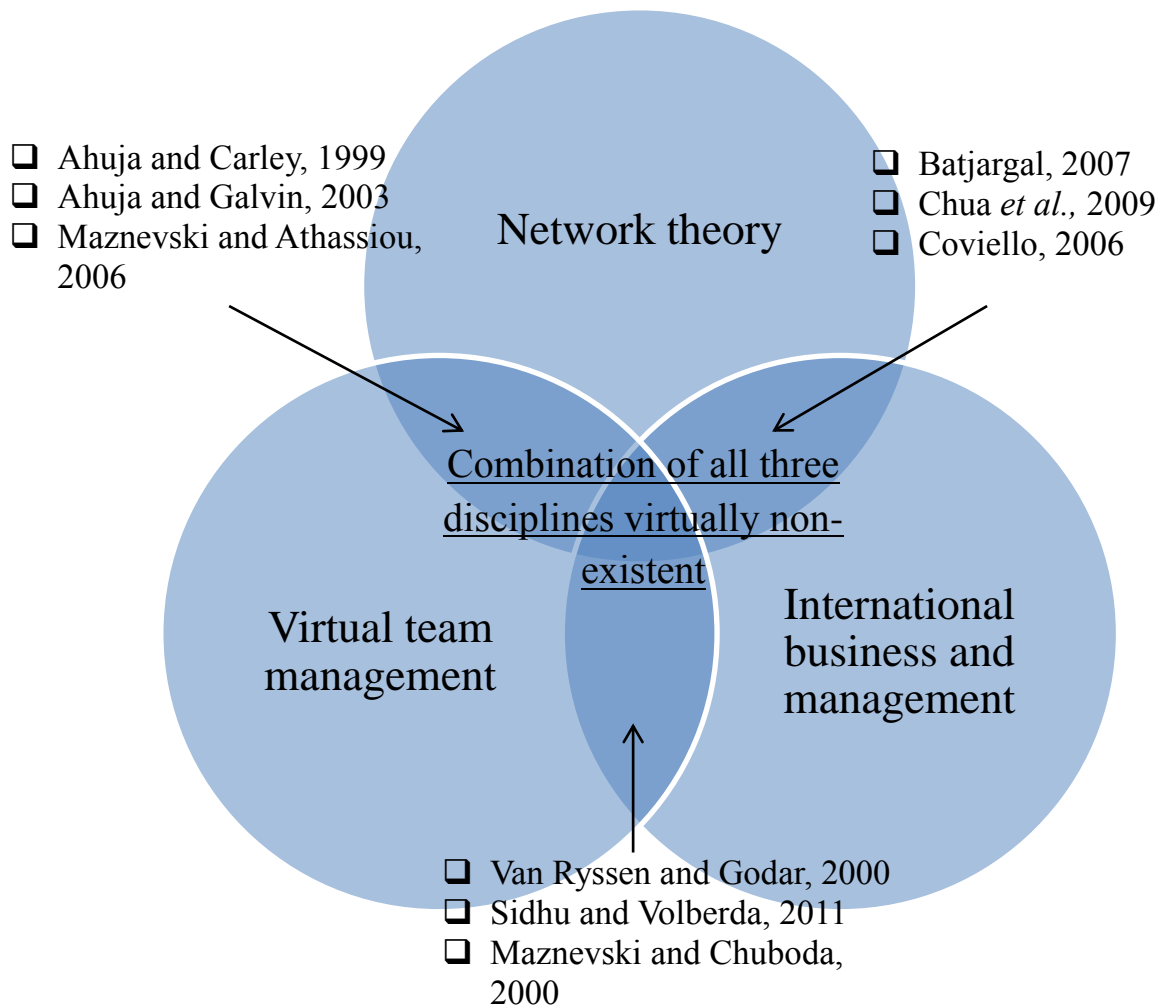 Ahuja and Carley, 1999
Ahuja and Galvin, 2003
Maznevski and Athassiou,
2006
Batjargal, 2007
Chua et al., 2009
Coviello, 2006
Network theory
Combination of all three
disciplines virtually non-
existent
Virtual team
management
International
business and
management
Van Ryssen and Godar, 2000
Sidhu and Volberda, 2011
Maznevski and Chuboda,
2000